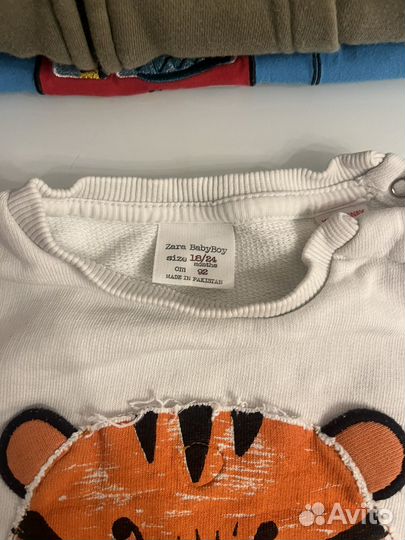 Zara BabyBoy
size 18/24
months
cm 92
MADE IN PAKISTAN
Avito